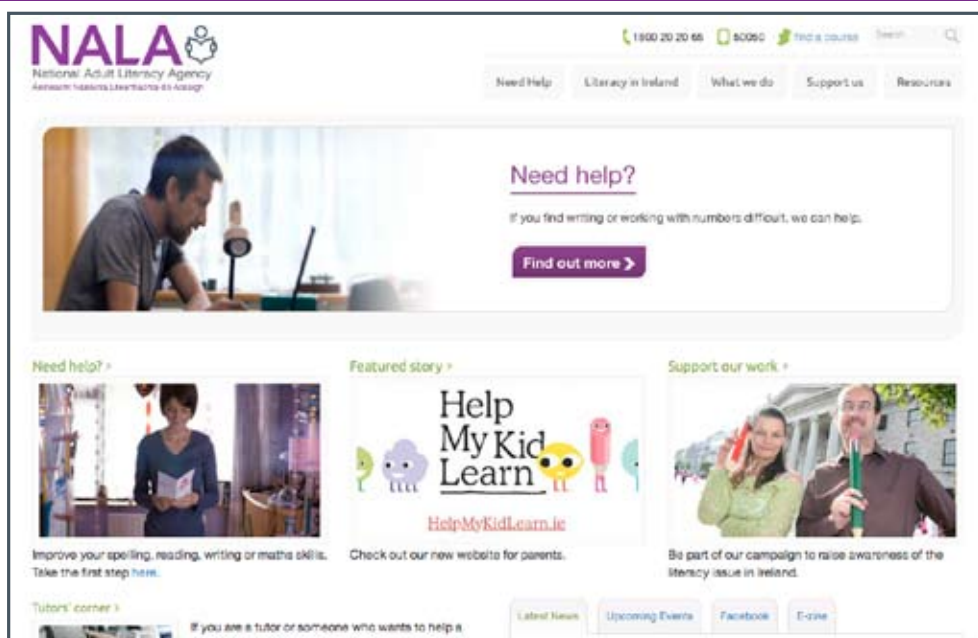 NALA
National Adult Literacy Agency
1800 20 20 65 50050 find a course Search
Need Help Literacy in Ireland What we do Support us Resources
Need help?
If you find writing or working with numbers difficult, we can help.
Find out more
Need help?
Improve your spelling, reading, writing or maths skills.
Take the first step here.
Featured story
Help
My Kid
Learn
HelpMyKidLearn.ie
Check out our new website for parents.
Support our work
Be part of our campaign to raise awareness of the
literacy issue in Ireland.
Tutors' corner
If you are a tutor or someone who wants to help a
Latest News Upcoming Events Facebook E-zine